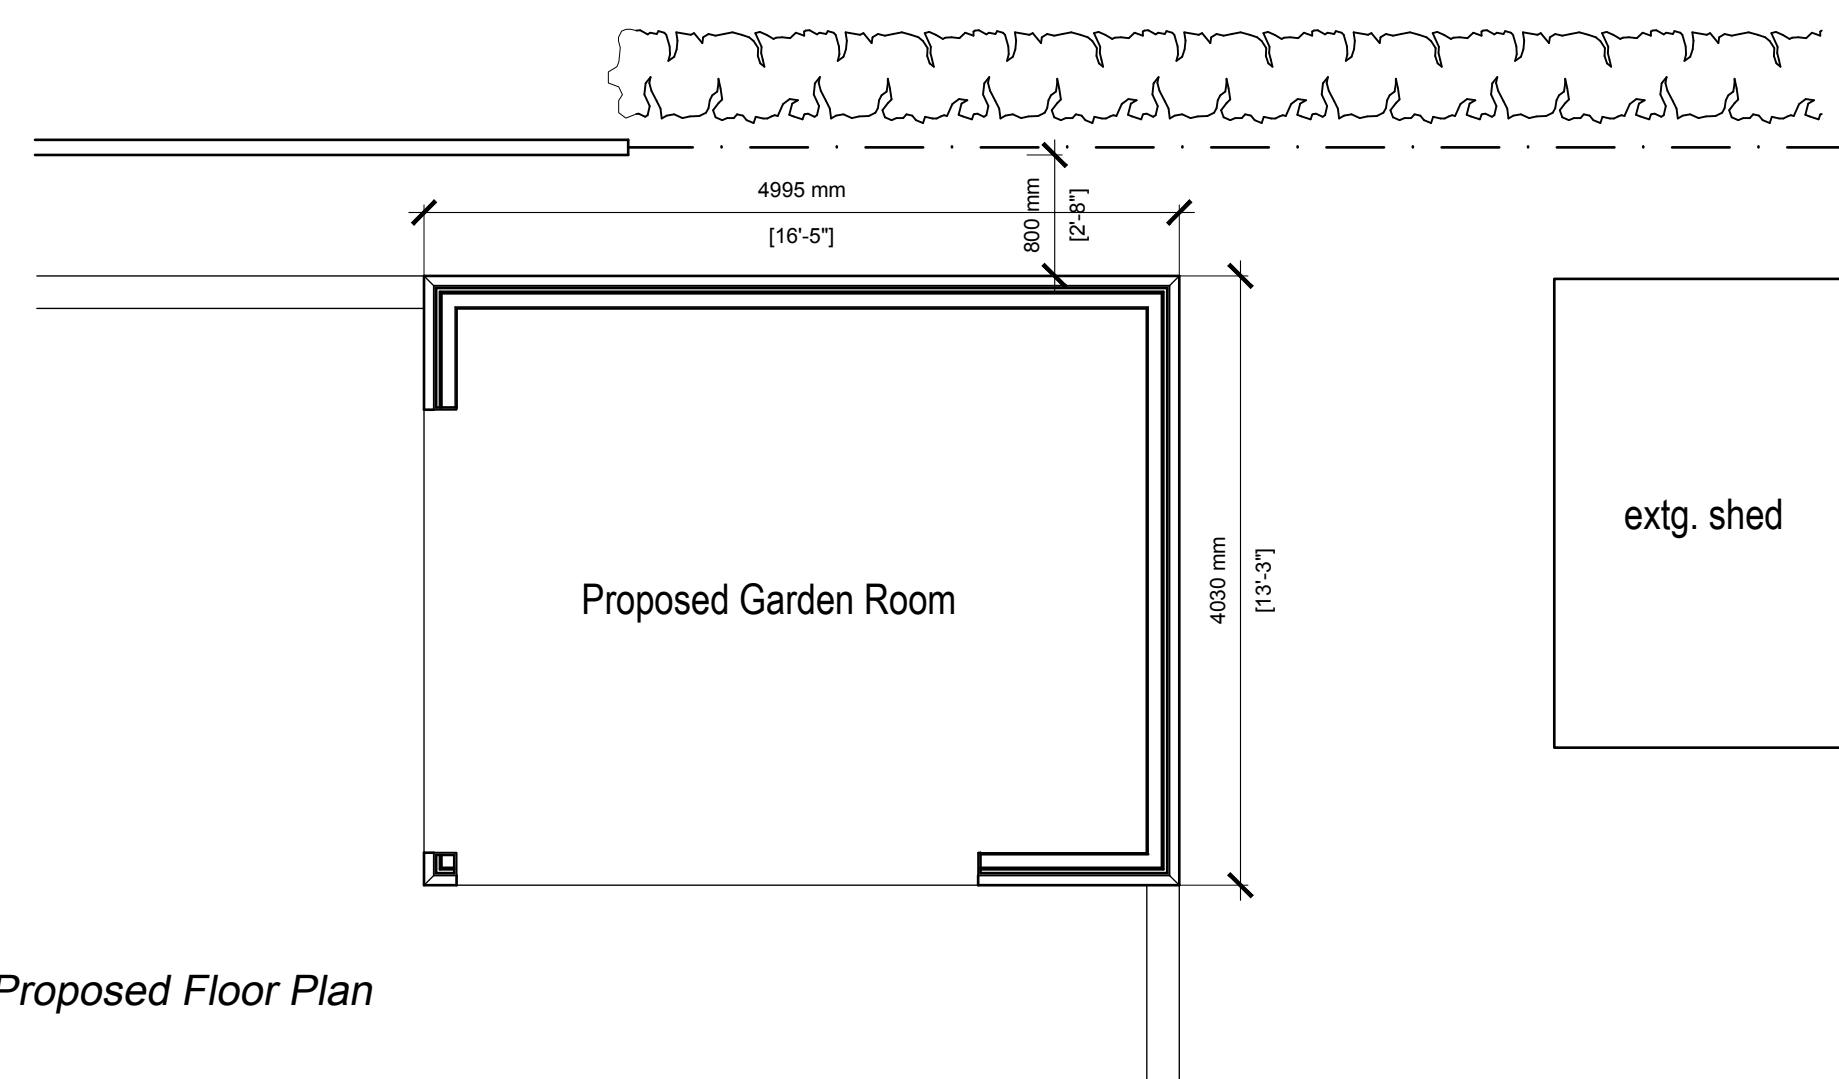 4995 mm
[16'-5"]
800 mm
[2'-8"]
extg. shed
Proposed Garden Room
4030 mm
[13'-3"]
Proposed Floor Plan